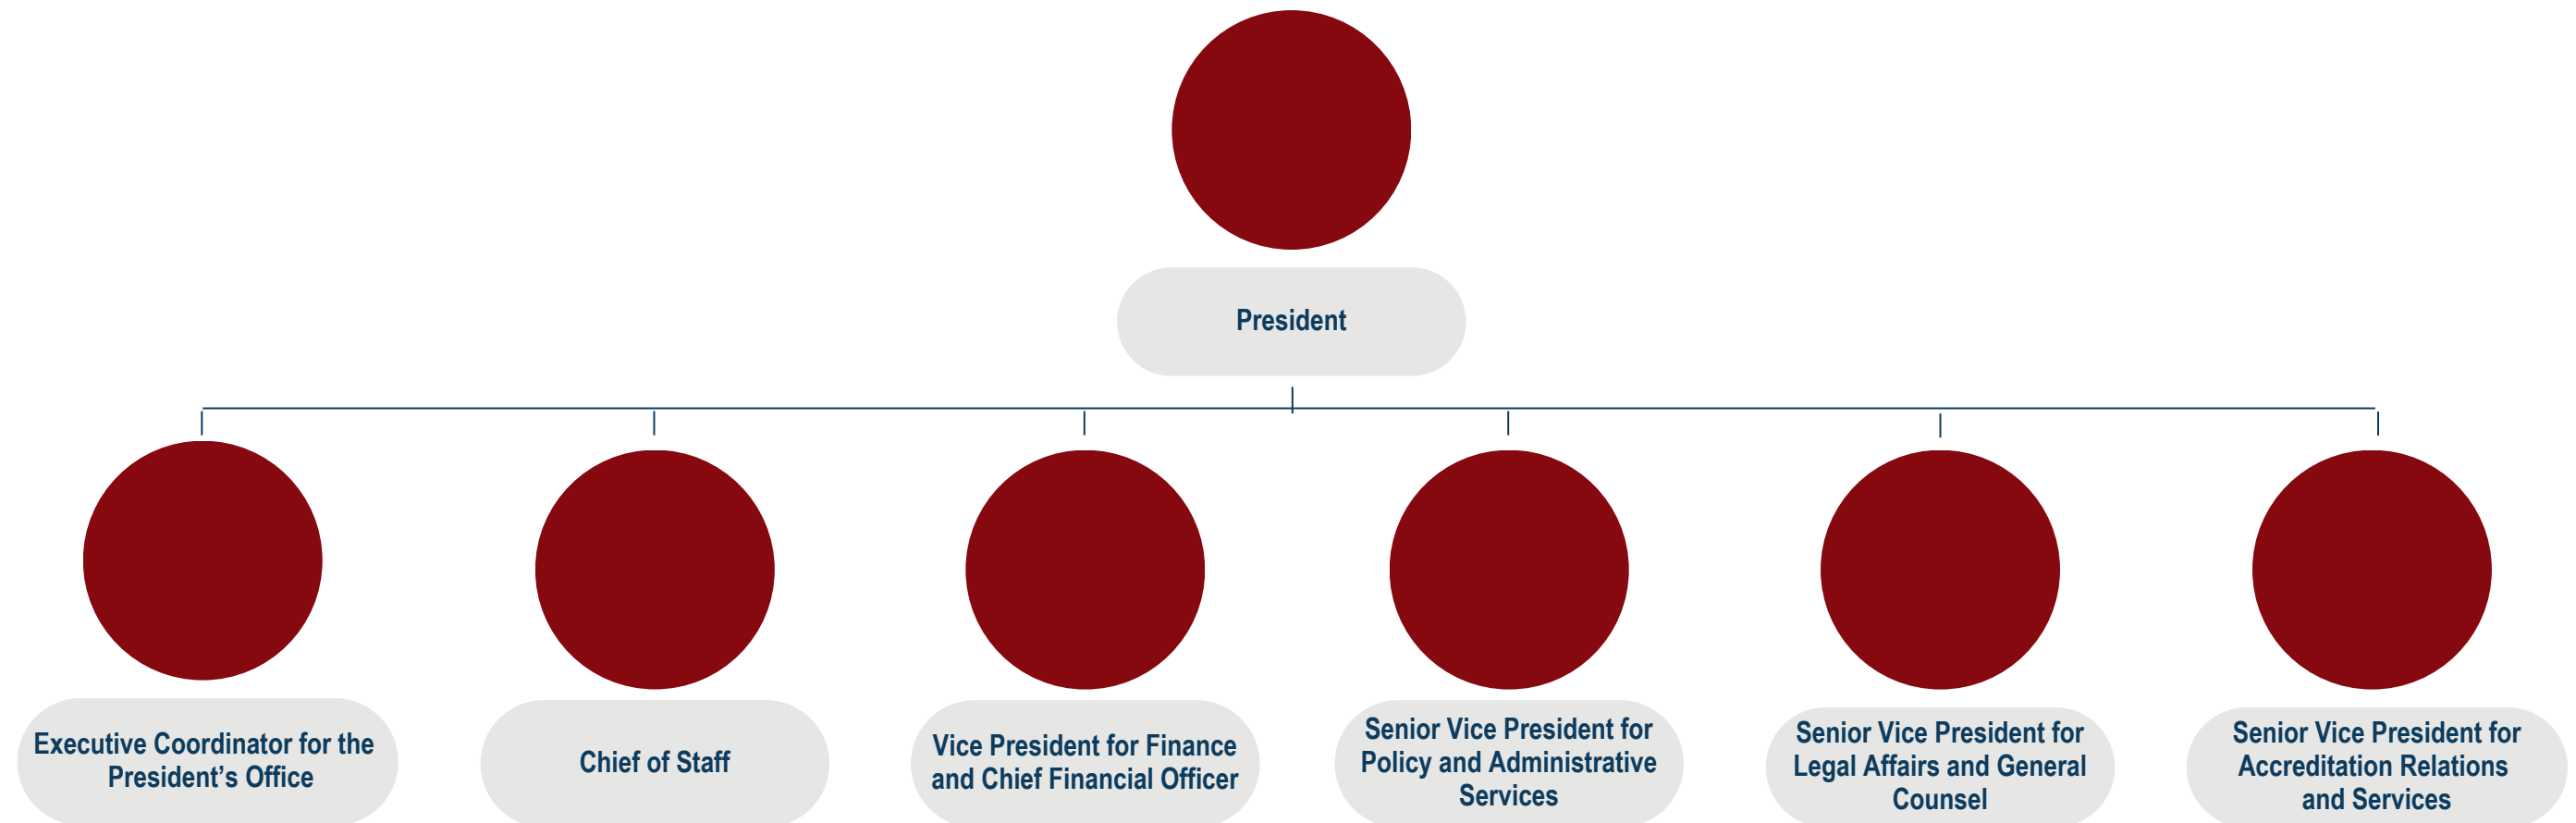 President
Executive Coordinator for the
President’s Office
Chief of Staff
Vice President for Finance
and Chief Financial Officer
Senior Vice President for
Policy and Administrative
Services
Senior Vice President for
Legal Affairs and General
Counsel
Senior Vice President for
Accreditation Relations
and Services